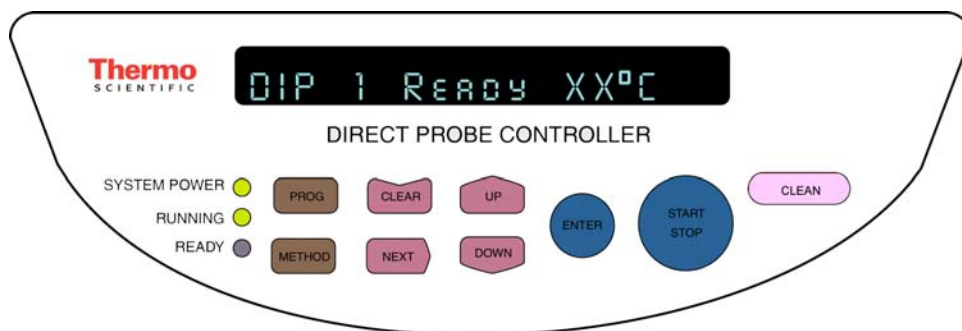 Thermo
SCIENTIFIC
DIP 1 READY XX°C
DIRECT PROBE CONTROLLER
SYSTEM POWER
RUNNING
READY
PROG
CLEAR
UP
METHOD
NEXT
DOWN
ENTER
START
STOP
CLEAN